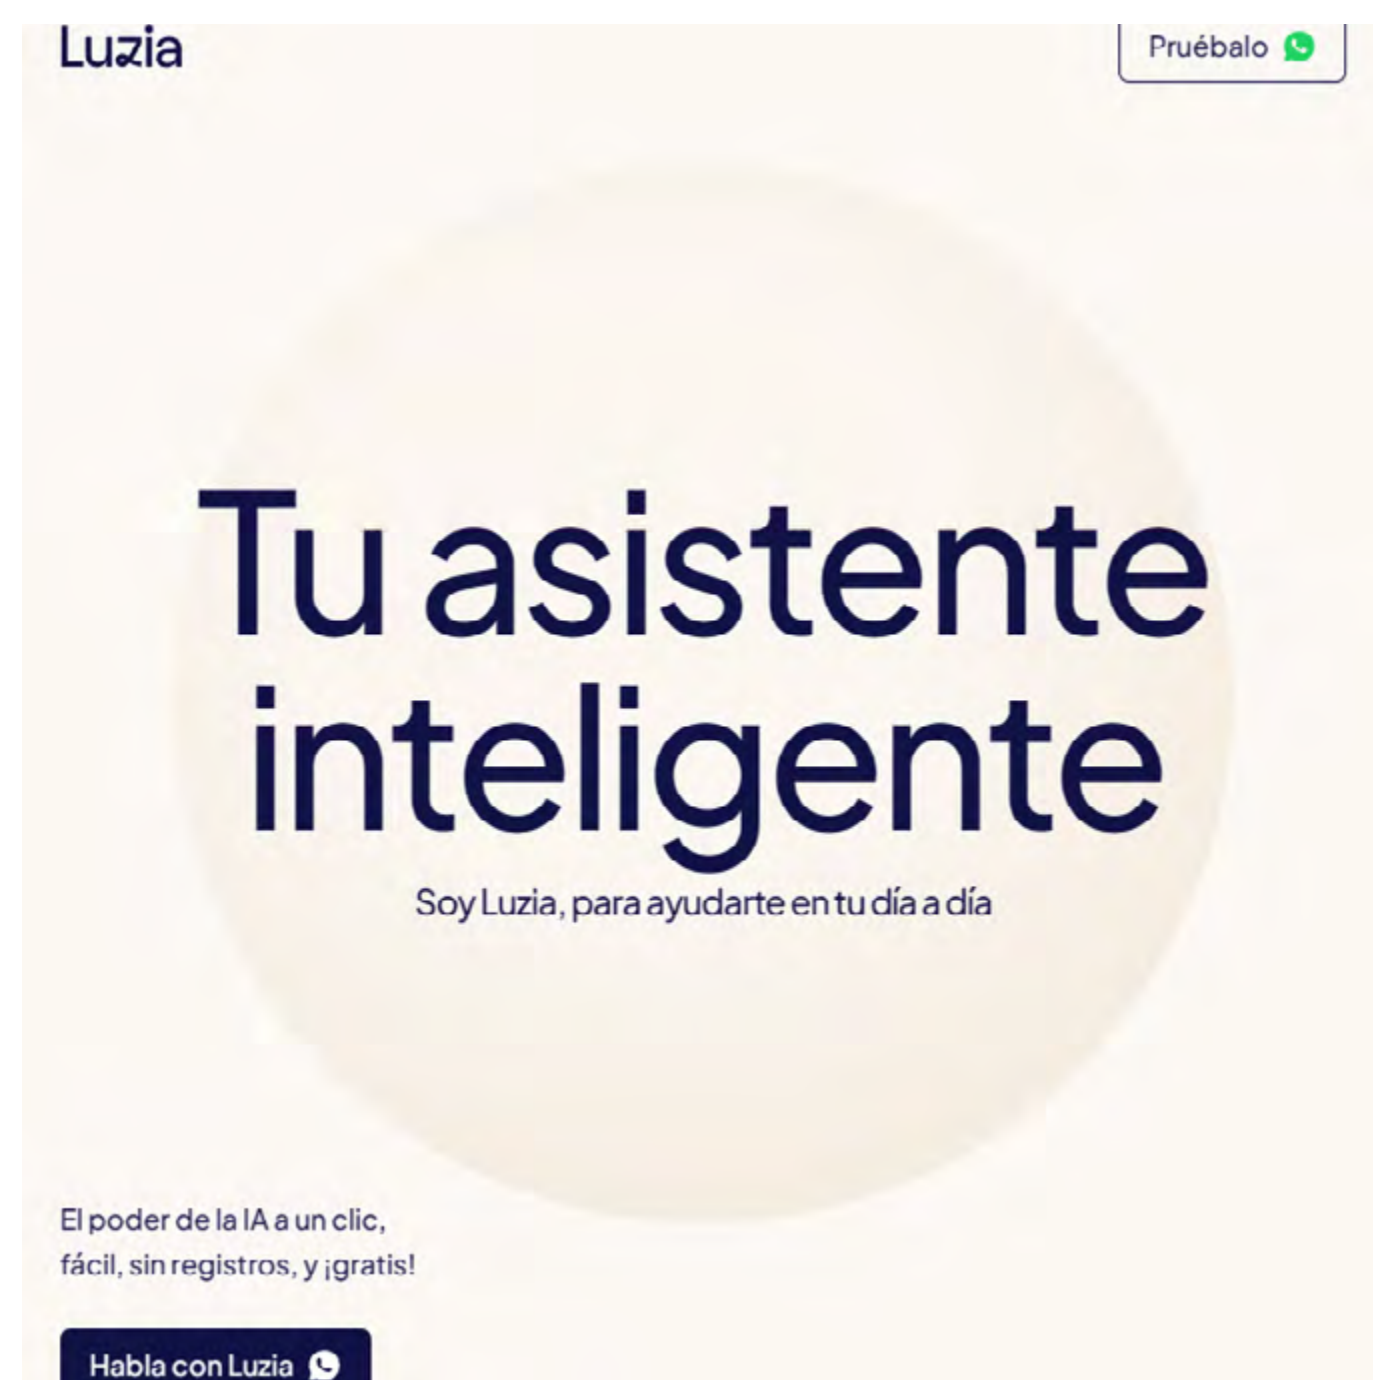 Luzia
Pruébalo
Tu asistente
inteligente
Soy Luzia, para ayudarte en tu día a día
El poder de la IA a un clic,
fácil, sin registros, y ¡gratis!
Habla con Luzia